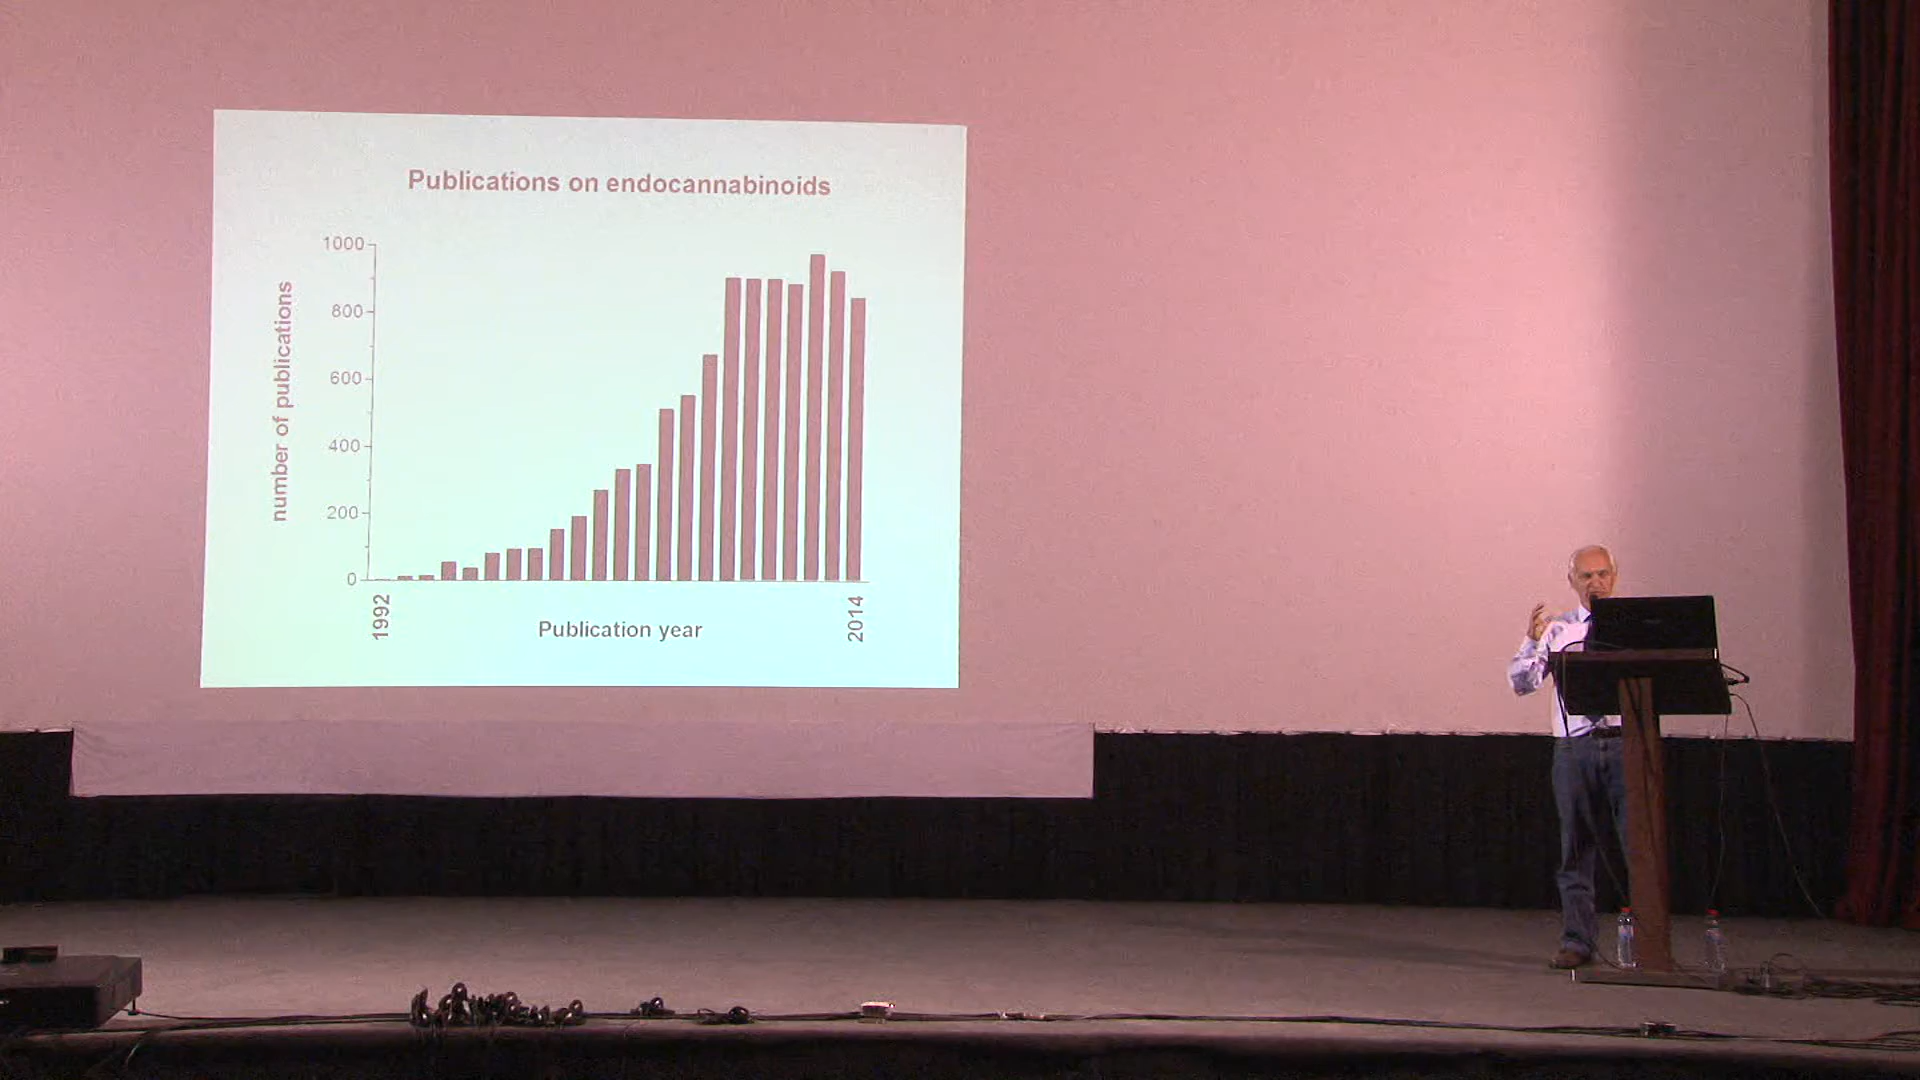 Publications on endocannabinoids
number of publications
1000
800
600
400
200
0
1992
2014
Publication year